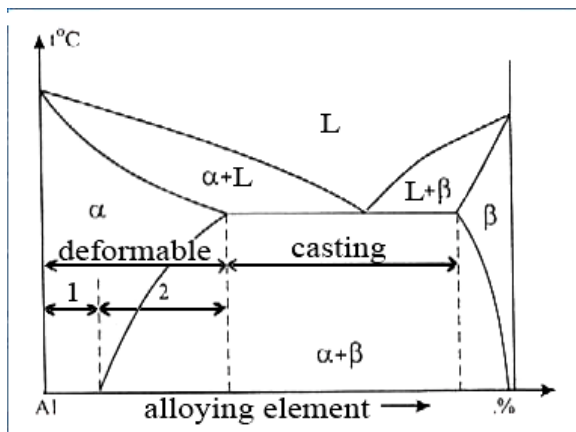 t°C
L
α+L
L+β
α
β
deformable casting
1 2
α+β
Al alloying element .%